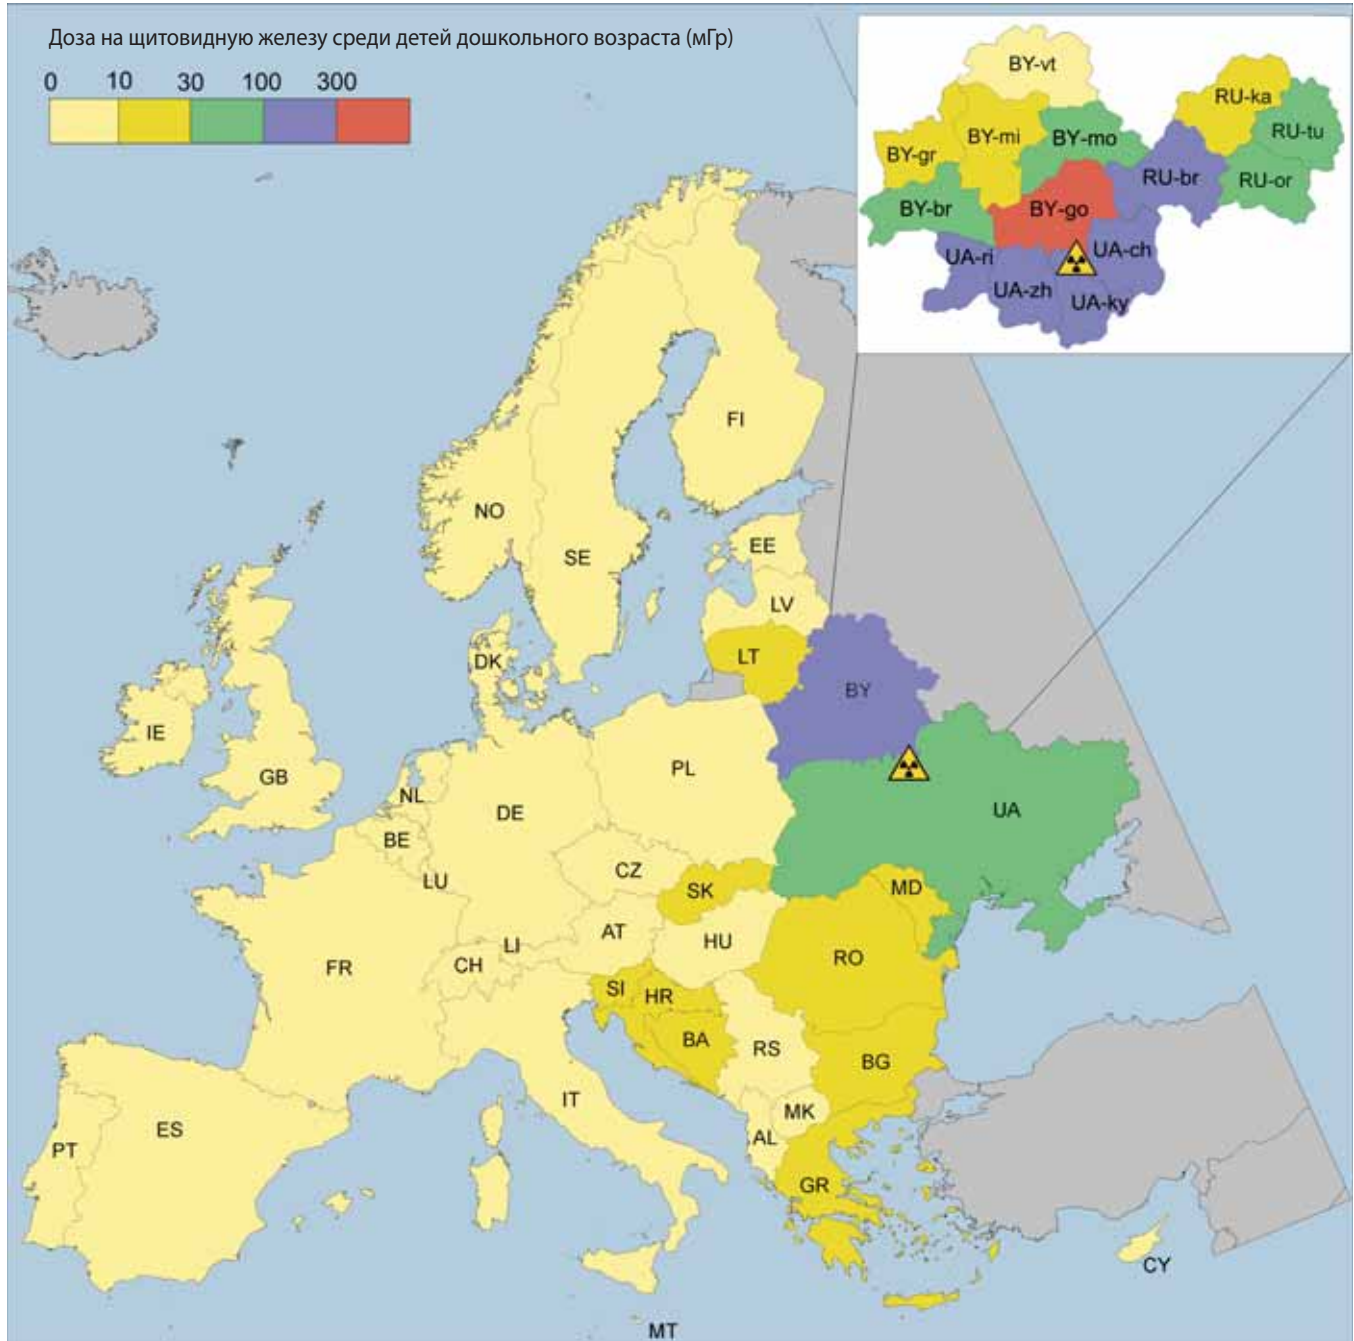 Доза на щитовидную железу среди детей дошкольного возраста (мГр)
0 10 30 100 300
BY-vt
RU-ka
BY-mi
BY-mo
RU-tu
BY-gr
RU-br
RU-or
BY-br
BY-go
UA-ri
UA-ch
UA-zh
UA-ky
FI
NO
SE
EE
LV
LT
DK
BY
IE
GB
PL
NL
DE
UA
BE
CZ
LU
SK
MD
AT
HU
LI
CH
FR
RO
SI
HR
BA
RS
BG
IT
MK
ES
AL
PT
GR
CY
MT